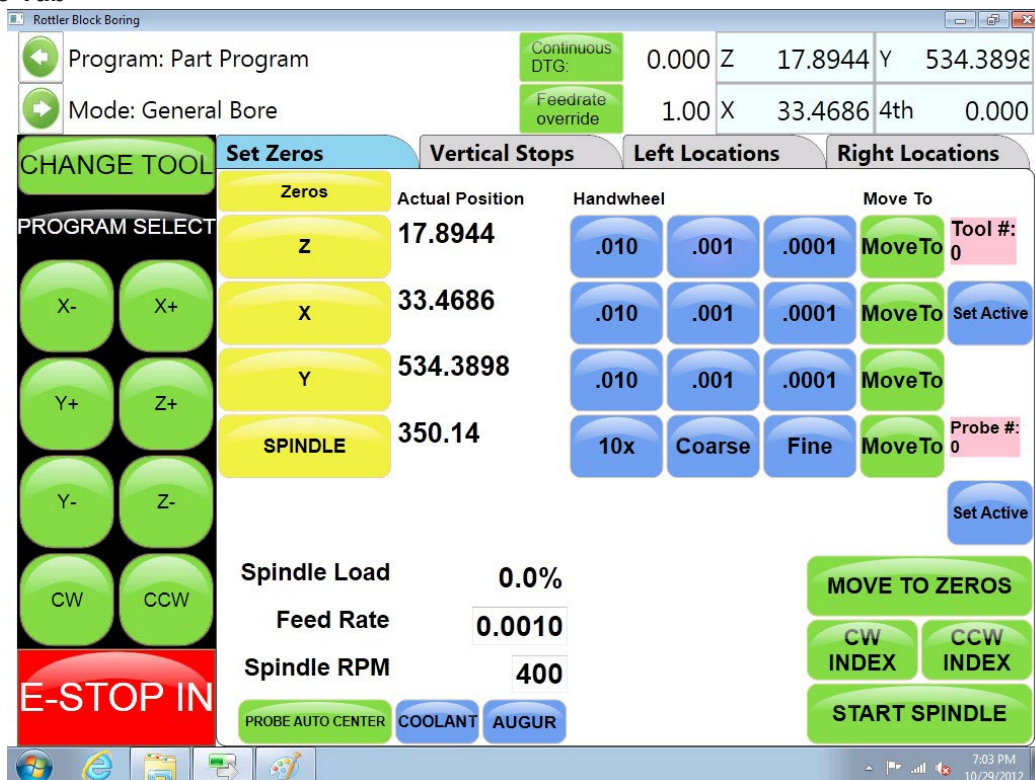 Rottler Block Boring
Program: Part Program
Continuous DTG:
0.000 Z 17.8944 Y 534.3898
Mode: General Bore
Feedrate override
1.00 X 33.4686 4th 0.000
CHANGE TOOL
Set Zeros Vertical Stops Left Locations Right Locations
Zeros Actual Position Handwheel Move To
PROGRAM SELECT
Z 17.8944 .010 .001 .0001 MoveTo Tool #:
0
X- X+
X 33.4686 .010 .001 .0001 MoveTo Set Active
Y 534.3898 .010 .001 .0001 MoveTo
Y+ Z+
SPINDLE 350.14 10x Coarse Fine MoveTo Probe #:
0
Y- Z-
Set Active
Spindle Load 0.0%
MOVE TO ZEROS
CW CCW
Feed Rate 0.0010
CW INDEX CCW INDEX
Spindle RPM 400
E-STOP IN
START SPINDLE
PROBE AUTO CENTER COOLANT AUGUR
7:03 PM
10/29/2012